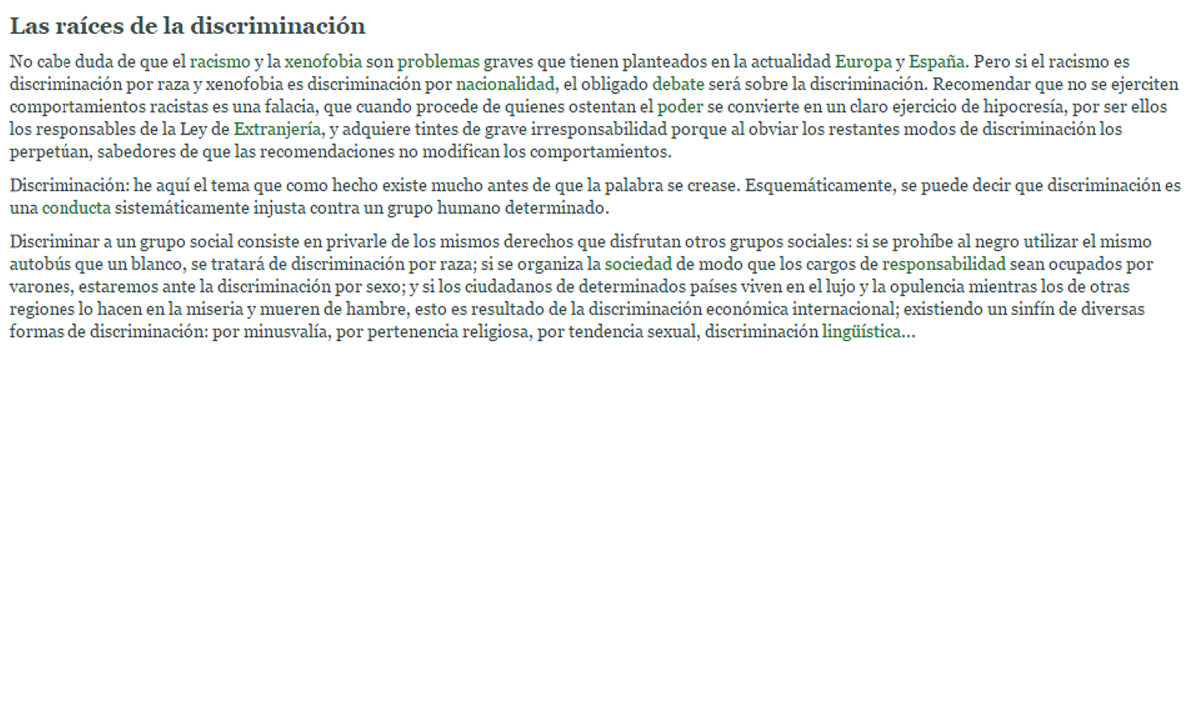 Las raíces de la discriminación
No cabe duda de que el racismo y la xenofobia son problemas graves que tienen planteados en la actualidad Europa y España. Pero si el racismo es
discriminación por raza y xenofobia es discriminación por nacionalidad, el obligado debate será sobre la discriminación. Recomendar que no se ejerciten
comportamientos racistas es una falacia, que cuando procede de quienes ostentan el poder se convierte en un claro ejercicio de hipocresía, por ser ellos
los responsables de la Ley de Extranjería, y adquiere tintes de grave irresponsabilidad porque al obviar los restantes modos de discriminación los
perpetúan, sabedores de que las recomendaciones no modifican los comportamientos.
Discriminación: he aquí el tema que como hecho existe mucho antes de que la palabra se crease. Esquemáticamente, se puede decir que discriminación es
una conducta sistemáticamente injusta contra un grupo humano determinado.
Discriminar a un grupo social consiste en privarle de los mismos derechos que disfrutan otros grupos sociales: si se prohíbe al negro utilizar el mismo
autobús que un blanco, se tratará de discriminación por raza; si se organiza la sociedad de modo que los cargos de responsabilidad sean ocupados por
varones, estaremos ante la discriminación por sexo; y si los ciudadanos de determinados países viven en el lujo y la opulencia mientras los de otras
regiones lo hacen en la miseria y mueren de hambre, esto es resultado de la discriminación económica internacional; existiendo un sinfín de diversas
formas de discriminación: por minusvalía, por pertenencia religiosa, por tendencia sexual, discriminación lingüística...